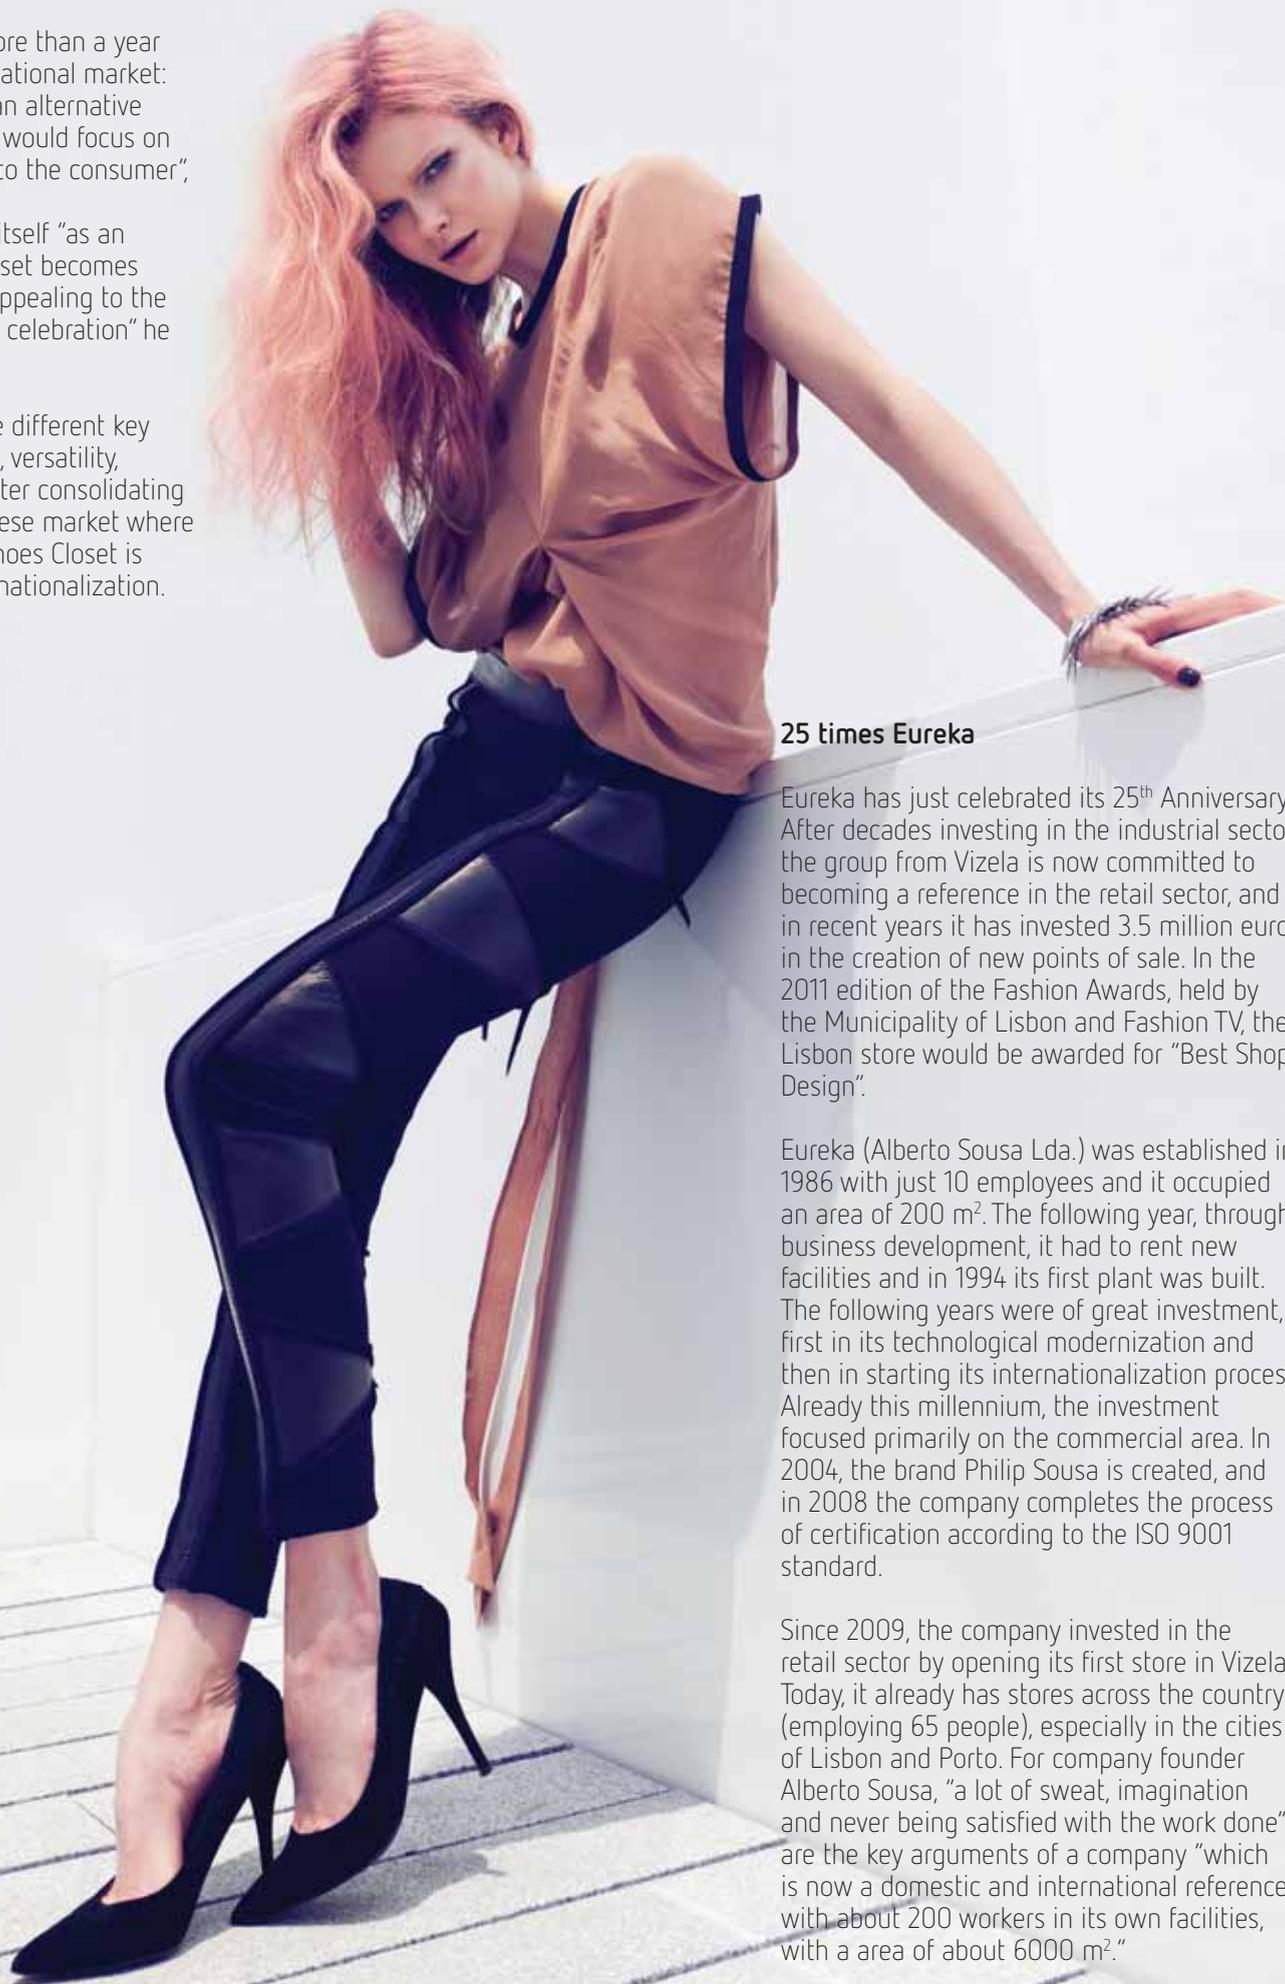 ore than a year
ational market:
an alternative
would focus on
to the consumer”,
itself “as an
set becomes
ppealing to the
celebration” he
e different key
, versatility,
ter consolidating
ese market where
hoes Closet is
nationalization.
25 times Eureka
Eureka has just celebrated its 25th Anniversary
After decades investing in the industrial secto
the group from Vizela is now committed to
becoming a reference in the retail sector, and
in recent years it has invested 3.5 million euro
in the creation of new points of sale. In the
2011 edition of the Fashion Awards, held by
the Municipality of Lisbon and Fashion TV, the
Lisbon store would be awarded for “Best Shop
Design”.
Eureka (Alberto Sousa Lda.) was established in
1986 with just 10 employees and it occupied
an area of 200 m². The following year, through
business development, it had to rent new
facilities and in 1994 its first plant was built.
The following years were of great investment,
first in its technological modernization and
then in starting its internationalization proces
Already this millennium, the investment
focused primarily on the commercial area. In
2004, the brand Philip Sousa is created, and
in 2008 the company completes the process
of certification according to the ISO 9001
standard.
Since 2009, the company invested in the
retail sector by opening its first store in Vizela
Today, it already has stores across the country
(employing 65 people), especially in the cities
of Lisbon and Porto. For company founder
Alberto Sousa, “a lot of sweat, imagination
and never being satisfied with the work done”
are the key arguments of a company “which
is now a domestic and international reference
with about 200 workers in its own facilities,
with a area of about 6000 m².”